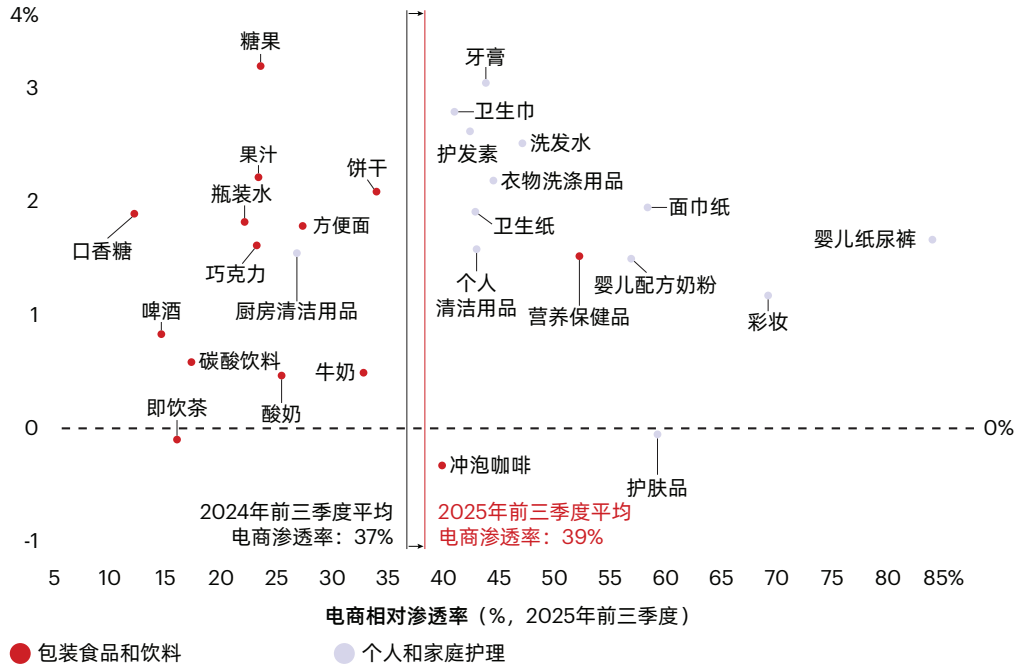 4%
糖果
牙膏
3
卫生巾
护发素
洗发水
果汁
饼干
衣物洗涤用品
2
瓶装水
面巾纸
口香糖
方便面
卫生纸
婴儿纸尿裤
巧克力
个人
清洁用品
婴儿配方奶粉
厨房清洁用品
营养保健品
彩妆
1
啤酒
碳酸饮料
牛奶
即饮茶
酸奶
0
0%
冲泡咖啡
护肤品
2024年前三季度平均
电商渗透率：37%
2025年前三季度平均
电商渗透率：39%
-1
5 10 15 20 25 30 35 40 45 50 55 60 65 70 75 80 85%
电商相对渗透率（%，2025年前三季度）
包装食品和饮料
个人和家庭护理